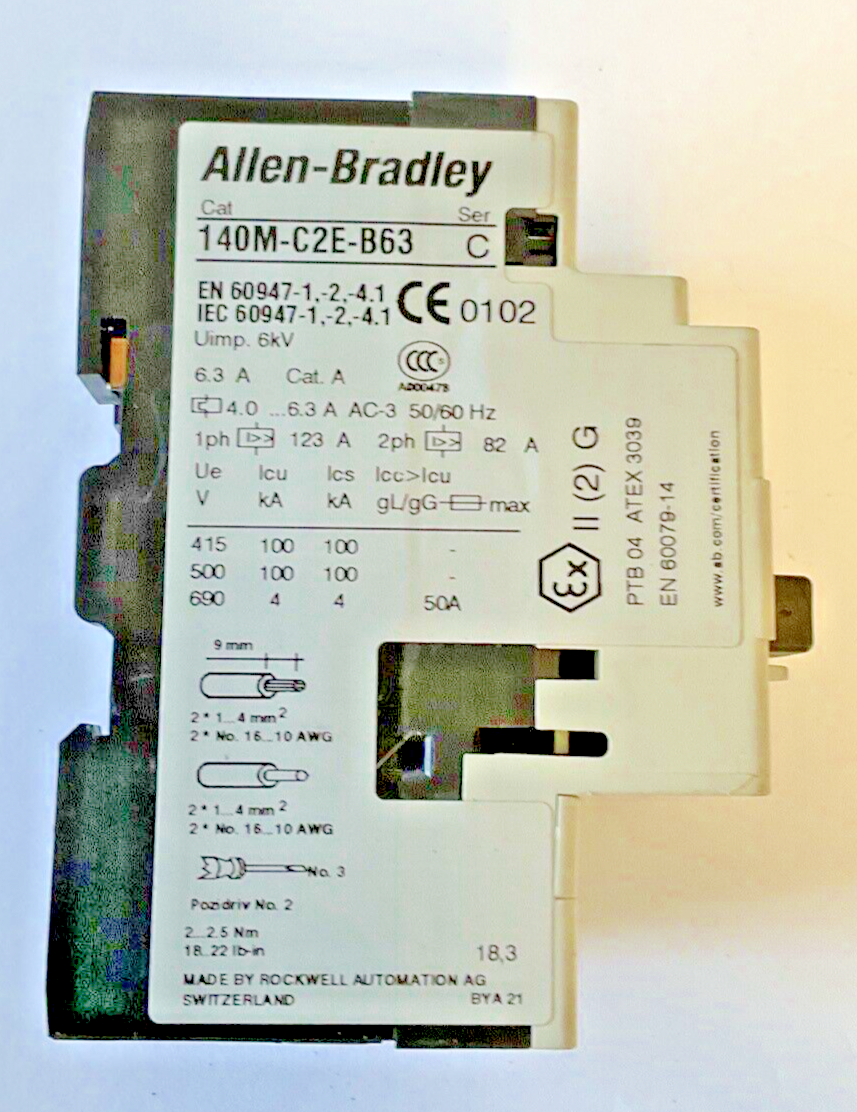 Allen-Bradley
Cat Ser
140M-C2E-B63 C
EN 60947-1,-2,-4.1
IEC 60947-1,-2,-4.1
CE 0102
Uimp. 6kV
CCC S
A000478
6.3 A Cat. A
4.0 ...6.3 A AC-3 50/60 Hz
1ph I>> 123 A 2ph I>> 82 A
Ue Icu Ics Icc>Icu
V kA kA gL/gG max
415 100 100 -
500 100 100 -
690 4 4 50A
Ex II (2) G
PTB 04 ATEX 3039
EN 60079-14
www.ab.com/certification
9 mm
2 * 1...4 mm 2
2 * No. 16...10 AWG
2 * 1...4 mm 2
2 * No. 16...10 AWG
No. 3
Pozidriv No. 2
2...2.5 Nm
18..22 lb-in
18,3
MADE BY ROCKWELL AUTOMATION AG
SWITZERLAND BYA 21